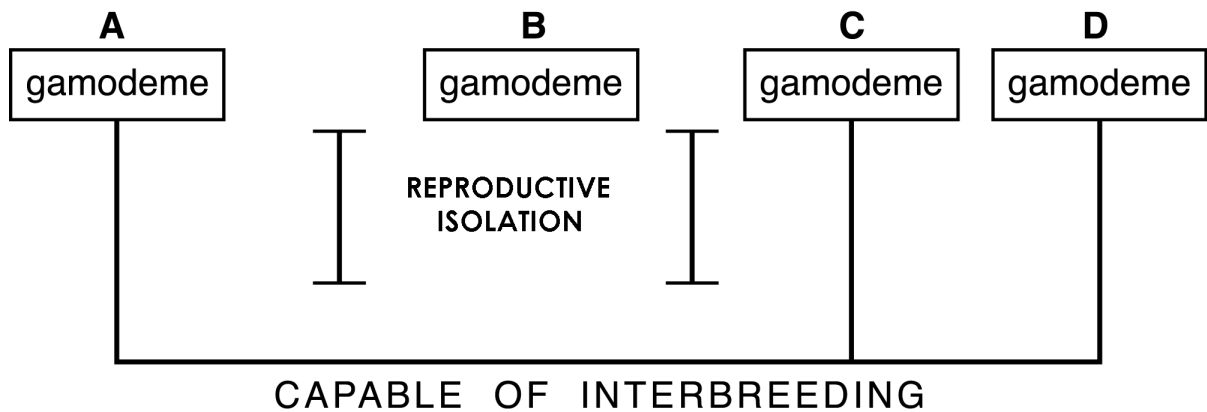 A B C D
gamodeme gamodeme gamodeme gamodeme
REPRODUCTIVE
ISOLATION
CAPABLE OF INTERBREEDING